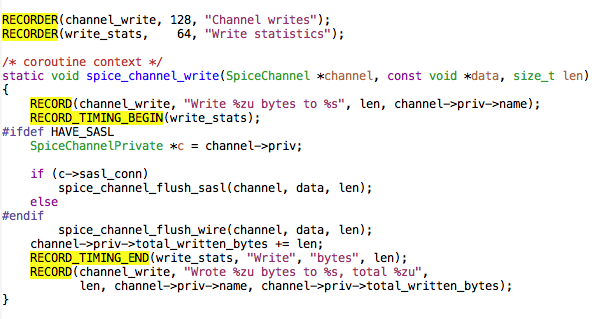 RECORDER(channel_write, 128, "Channel writes");
RECORDER(write_stats,    64, "Write statistics");

/* coroutine context */
static void spice_channel_write(SpiceChannel *channel, const void *data, size_t len)
{
    RECORD(channel_write, "Write %zu bytes to %s", len, channel->priv->name);
    RECORD_TIMING_BEGIN(write_stats);
#ifdef HAVE_SASL
    SpiceChannelPrivate *c = channel->priv;

    if (c->sasl_conn)
        spice_channel_flush_sasl(channel, data, len);
    else
#endif
        spice_channel_flush_wire(channel, data, len);
    channel->priv->total_written_bytes += len;
    RECORD_TIMING_END(write_stats, "Write", "bytes", len);
    RECORD(channel_write, "Wrote %zu bytes to %s, total %zu",
           len, channel->priv->name, channel->priv->total_written_bytes);
}